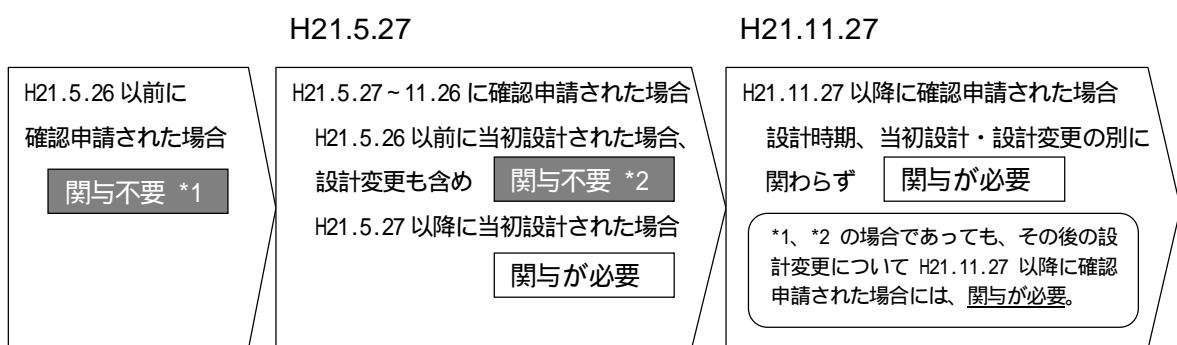 H21.5.27
H21.11.27
H21.5.26 以前に
確認申請された場合
関与不要 *1
H21.5.27~11.26 に確認申請された場合
H21.5.26 以前に当初設計された場合、
設計変更も含め 関与不要 *2
H21.5.27 以降に当初設計された場合
関与が必要
H21.11.27 以降に確認申請された場合
設計時期、当初設計・設計変更の別に
関わらず 関与が必要
*1、*2 の場合であっても、その後の設
計変更について H21.11.27 以降に確認
申請された場合には、関与が必要。